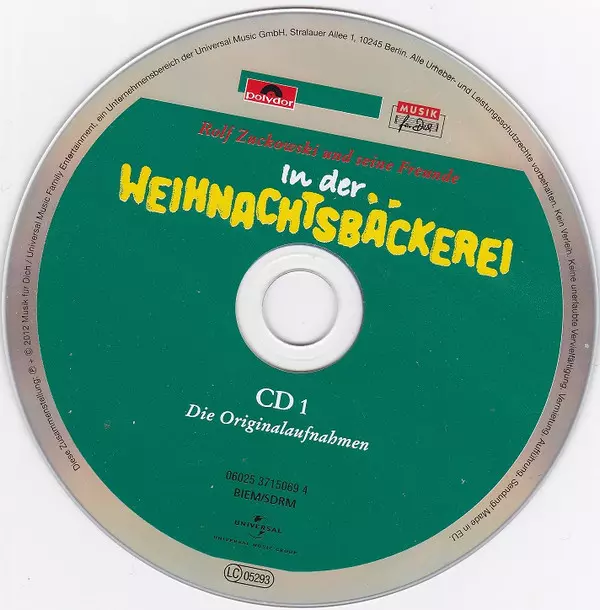 Diese Zusammenstellung: ℗ + © 2012 Musik für Dich / Universal Music Family Entertainment, ein Unternehmensbereich der Universal Music GmbH, Stralauer Allee 1, 10245 Berlin. Alle Urheber- und Leistungsschutzrechte vorbehalten. Kein Verleih. Keine unerlaubte Vervielfältigung, Vermietung, Aufführung, Sendung! Made in EU.
polydor
MUSIK
für Dich
Rolf Zuckowski und seine Freunde
in der
WEIHNACHTSBÄCKEREI
CD 1
Die Originalaufnahmen
06025 3715069 4
BIEM/SDRM
UNIVERSAL
UNIVERSAL MUSIC GROUP
LC 05293